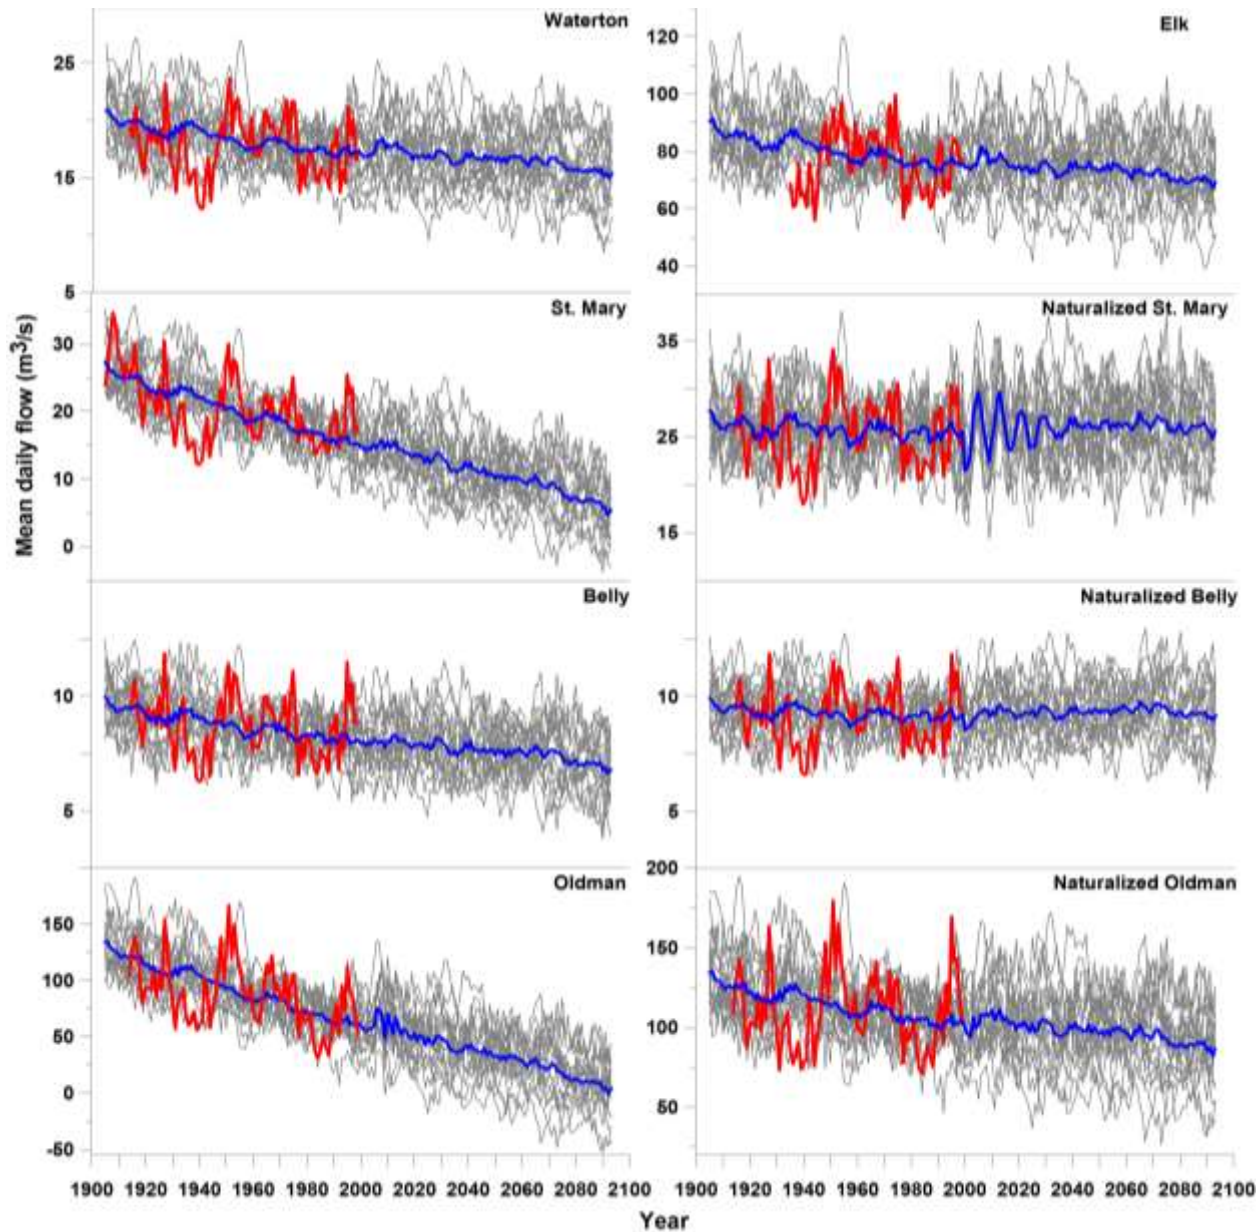 Waterton
Elk
25
15
5
120
100
80
60
40
St. Mary
Naturalized St. Mary
30
20
10
0
35
25
15
Mean daily flow (m3/s)
Belly
Naturalized Belly
10
5
10
5
Oldman
Naturalized Oldman
150
100
50
0
-50
200
150
100
50
1900 1920 1940 1960 1980 2000 2020 2040 2060 2080 2100
1900 1920 1940 1960 1980 2000 2020 2040 2060 2080 2100
Year